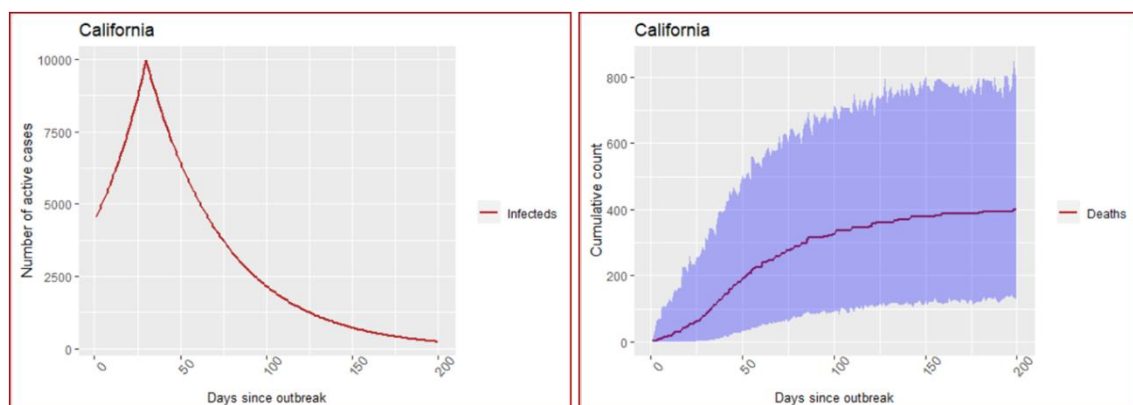 California
10000
7500
5000
2500
0
Number of active cases
0
50
100
150
200
Days since outbreak
Infecteds
California
800
600
400
200
0
Cumulative count
0
50
100
150
200
Days since outbreak
Deaths